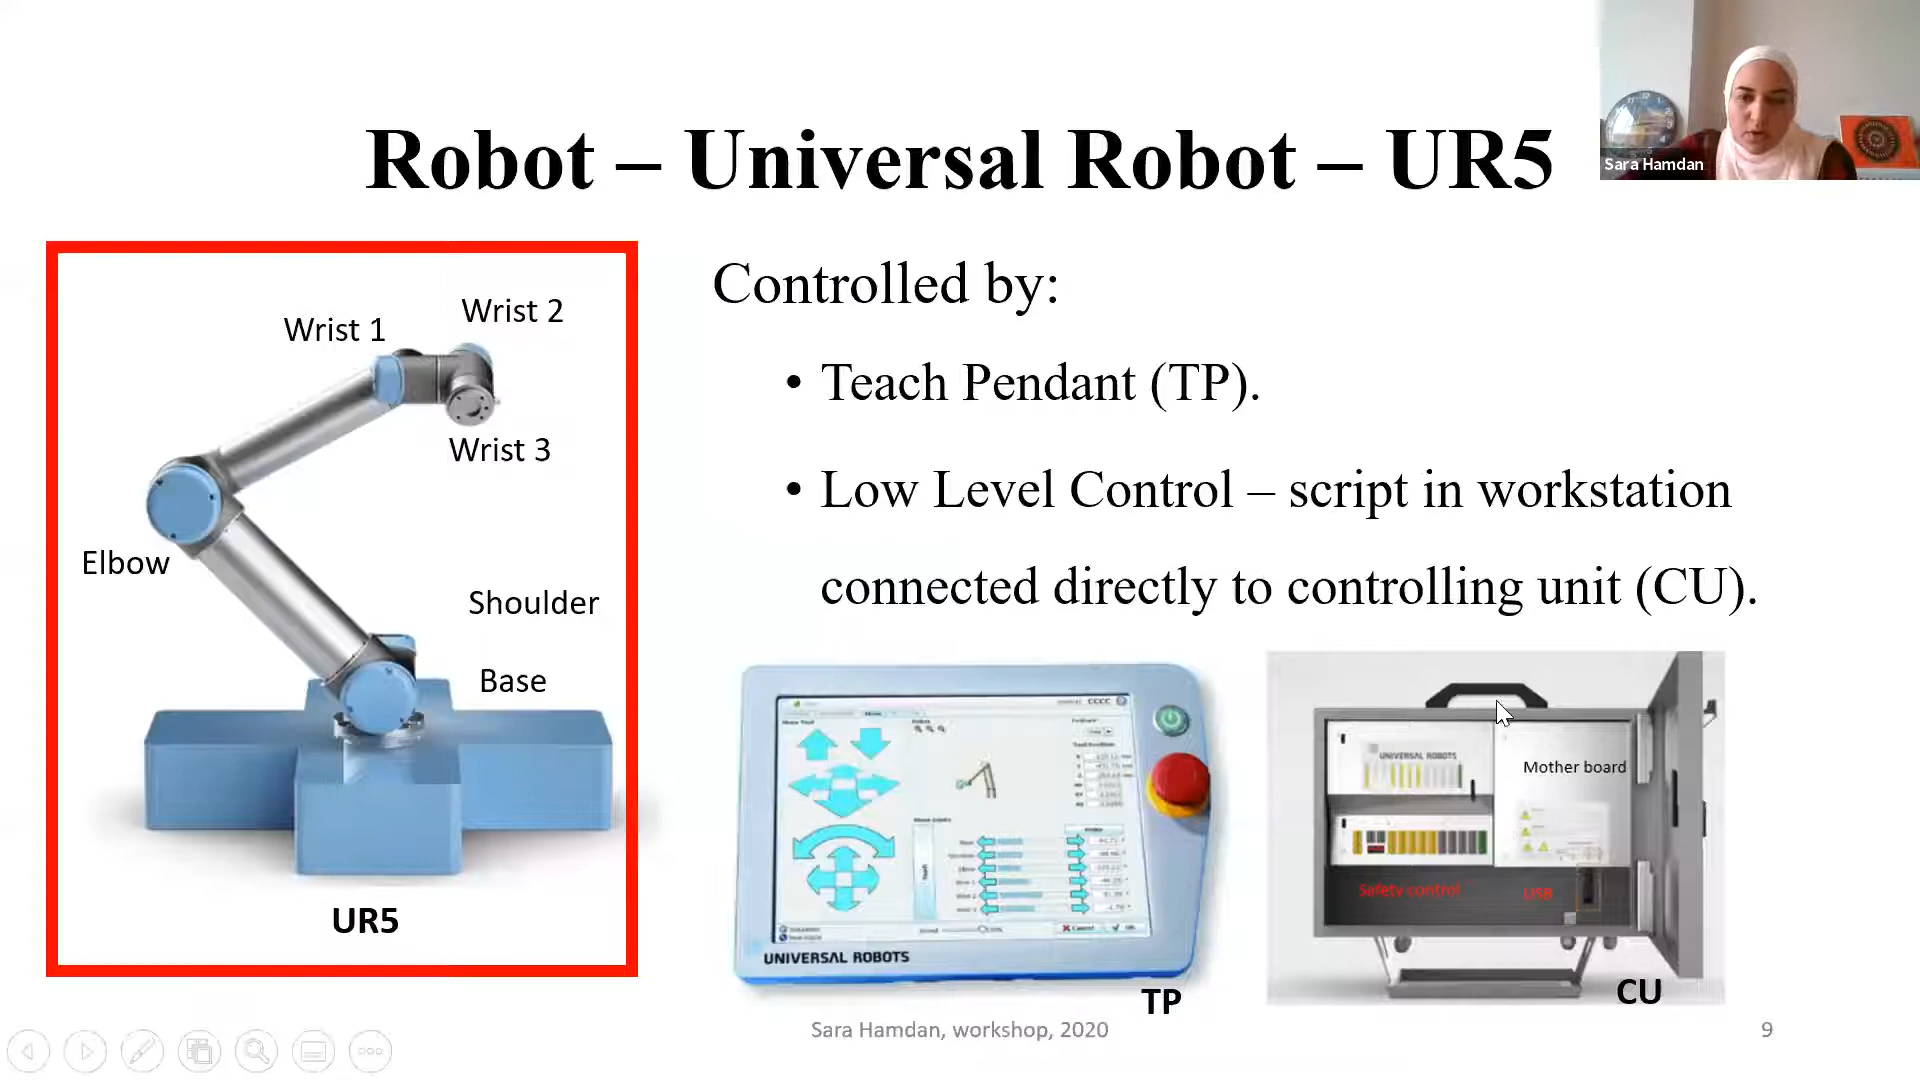 Robot – Universal Robot – UR5
Sara Hamdan
Wrist 1
Wrist 2
Wrist 3
Elbow
Shoulder
Base
UR5
Controlled by:
• Teach Pendant (TP).
• Low Level Control – script in workstation
connected directly to controlling unit (CU).
UNIVERSAL ROBOTS
TP
UNIVERSAL ROBOTS
Mother board
Safety control
USB
CU
Sara Hamdan, workshop, 2020
9